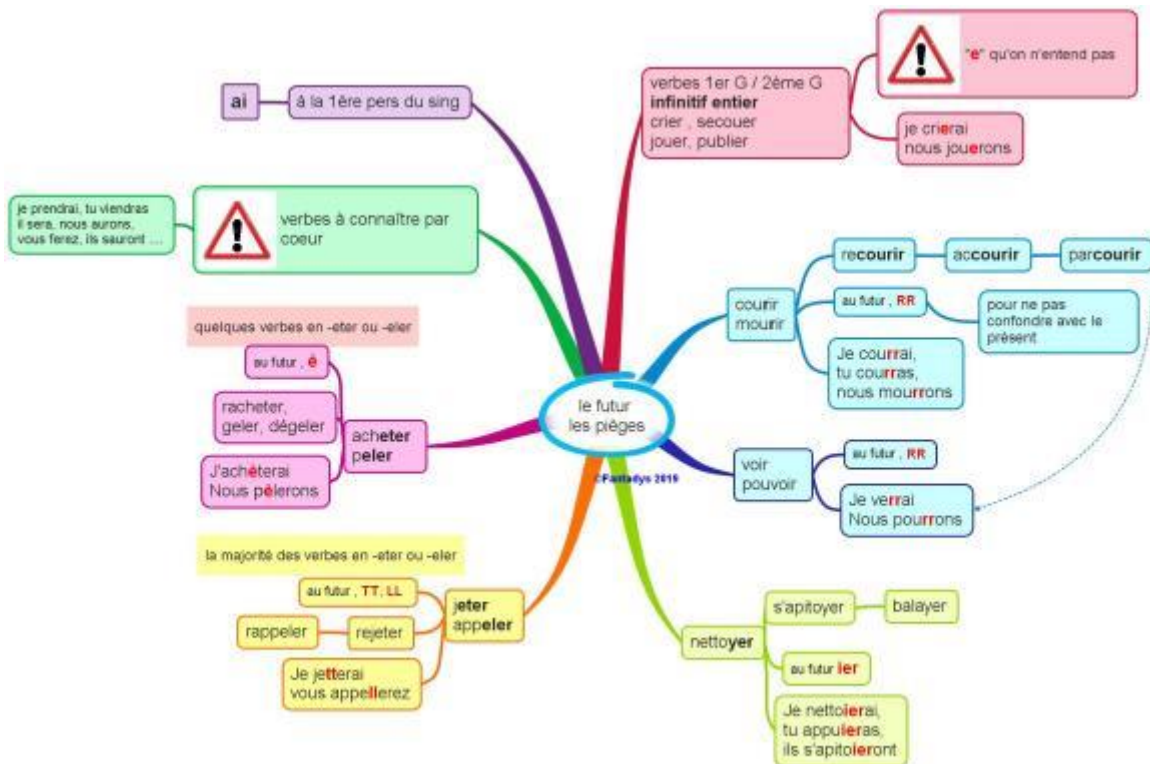 le futur
les pièges
©Fantadys 2019
verbes 1er G / 2ème G
infinitif entier
crier , secouer
jouer, publier
"e" qu'on n'entend pas
je crierai
nous jouerons
courir
mourir
recourir
accourir
parcourir
au futur , RR
pour ne pas
confondre avec le
présent
Je courrai,
tu courras,
nous mourrons
voir
pouvoir
au futur , RR
Je verrai
Nous pourrons
nettoyer
s'apitoyer
balayer
au futur ier
Je nettoierai,
tu appuieras,
ils s'apitoieront
jeter
appeler
la majorité des verbes en -eter ou -eler
au futur , TT, LL
rejeter
rappeler
Je jetterai
vous appellerez
acheter
peler
quelques verbes en -eter ou -eler
au futur , è
racheter,
geler, dégeler
J'achèterai
Nous pèlerons
verbes à connaître par
coeur
je prendrai, tu viendras
il sera, nous aurons,
vous ferez, ils sauront ...
à la 1ère pers du sing
ai